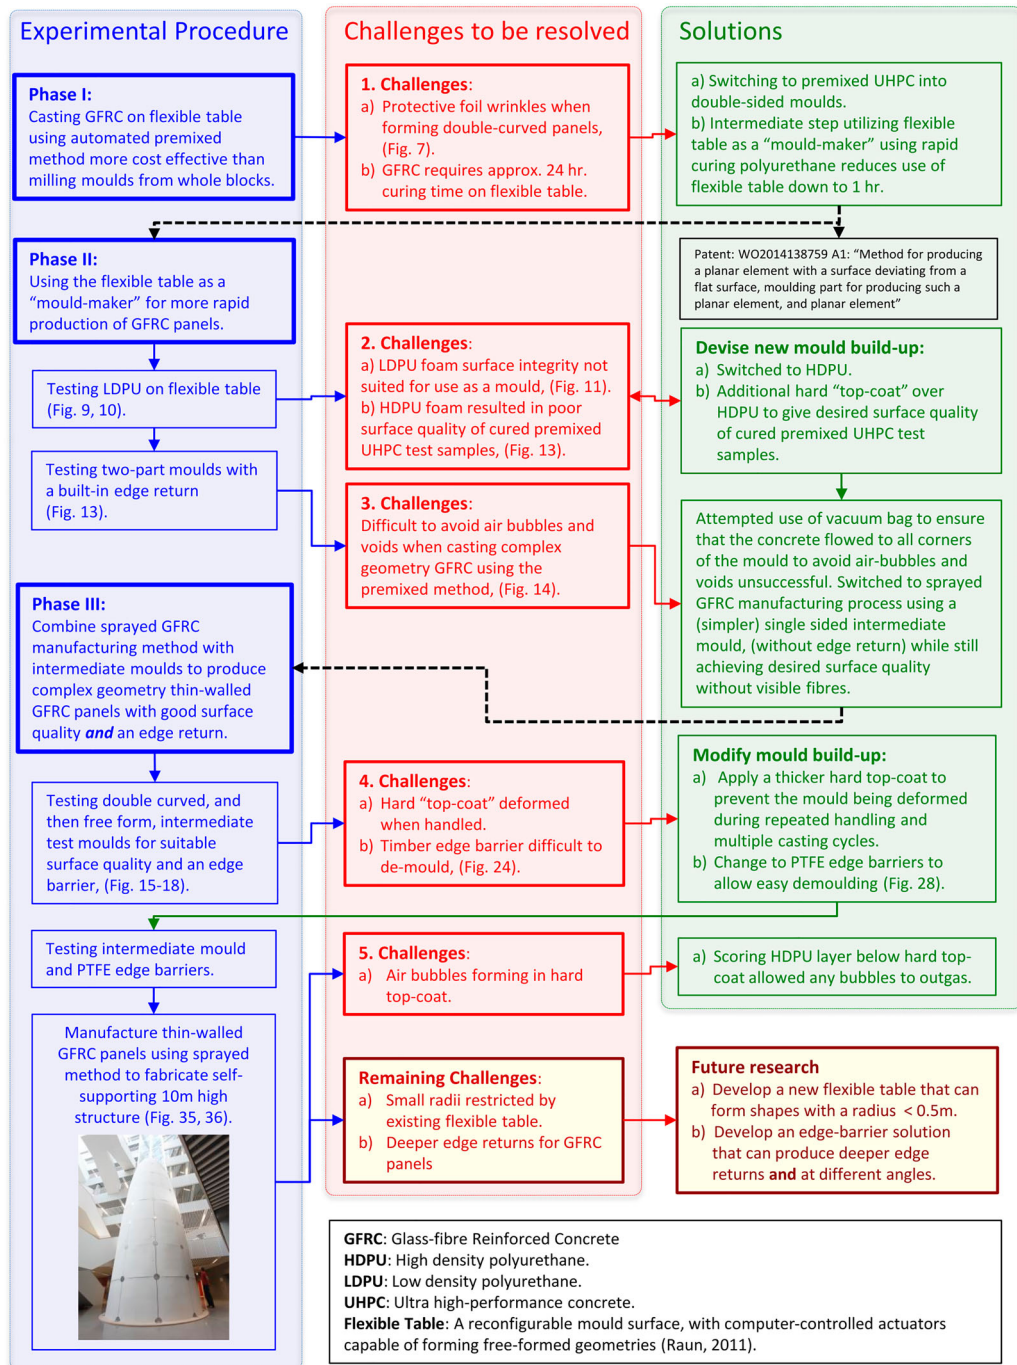 Experimental Procedure
Phase I:
Casting GFRC on flexible table
using automated premixed
method more cost effective than
milling moulds from whole blocks.
Phase II:
Using the flexible table as a
“mould-maker” for more rapid
production of GFRC panels.
Testing LDPU on flexible table
(Fig. 9, 10).
Testing two-part moulds with
a built-in edge return
(Fig. 13).
Phase III:
Combine sprayed GFRC
manufacturing method with
intermediate moulds to produce
complex geometry thin-walled
GFRC panels with good surface
quality and an edge return.
Testing double curved, and
then free form, intermediate
test moulds for suitable
surface quality and an edge
barrier, (Fig. 15-18).
Testing intermediate mould
and PTFE edge barriers.
Manufacture thin-walled
GFRC panels using sprayed
method to fabricate self-
supporting 10m high
structure (Fig. 35, 36).
Challenges to be resolved
1. Challenges:
a) Protective foil wrinkles when
forming double-curved panels,
(Fig. 7).
b) GFRC requires approx. 24 hr.
curing time on flexible table.
2. Challenges:
a) LDPU foam surface integrity not
suited for use as a mould, (Fig. 11).
b) HDPU foam resulted in poor
surface quality of cured premixed
UHPC test samples, (Fig. 13).
3. Challenges:
Difficult to avoid air bubbles and
voids when casting complex
geometry GFRC using the
premixed method, (Fig. 14).
4. Challenges:
a) Hard “top-coat” deformed
when handled.
b) Timber edge barrier difficult to
de-mould, (Fig. 24).
5. Challenges:
a) Air bubbles forming in hard
top-coat.
Remaining Challenges:
a) Small radii restricted by
existing flexible table.
b) Deeper edge returns for GFRC
panels
Solutions
a) Switching to premixed UHPC into
double-sided moulds.
b) Intermediate step utilizing flexible
table as a “mould-maker” using rapid
curing polyurethane reduces use of
flexible table down to 1 hr.
Patent: WO2014138759 A1: “Method for producing
a planar element with a surface deviating from a
flat surface, moulding part for producing such a
planar element, and planar element”
Devise new mould build-up:
a) Switched to HDPU.
b) Additional hard “top-coat” over
HDPU to give desired surface quality
of cured premixed UHPC test
samples.
Attempted use of vacuum bag to ensure
that the concrete flowed to all corners
of the mould to avoid air-bubbles and
voids unsuccessful. Switched to sprayed
GFRC manufacturing process using a
(simpler) single sided intermediate
mould, (without edge return) while still
achieving desired surface quality
without visible fibres.
Modify mould build-up:
a) Apply a thicker hard top-coat to
prevent the mould being deformed
during repeated handling and
multiple casting cycles.
b) Change to PTFE edge barriers to
allow easy demoulding (Fig. 28).
a) Scoring HDPU layer below hard top-
coat allowed any bubbles to outgas.
Future research
a) Develop a new flexible table that can
form shapes with a radius < 0.5m.
b) Develop an edge-barrier solution
that can produce deeper edge
returns and at different angles.
GFRC: Glass-fibre Reinforced Concrete
HDPU: High density polyurethane.
LDPU: Low density polyurethane.
UHPC: Ultra high-performance concrete.
Flexible Table: A reconfigurable mould surface, with computer-controlled actuators
capable of forming free-formed geometries (Raun, 2011).